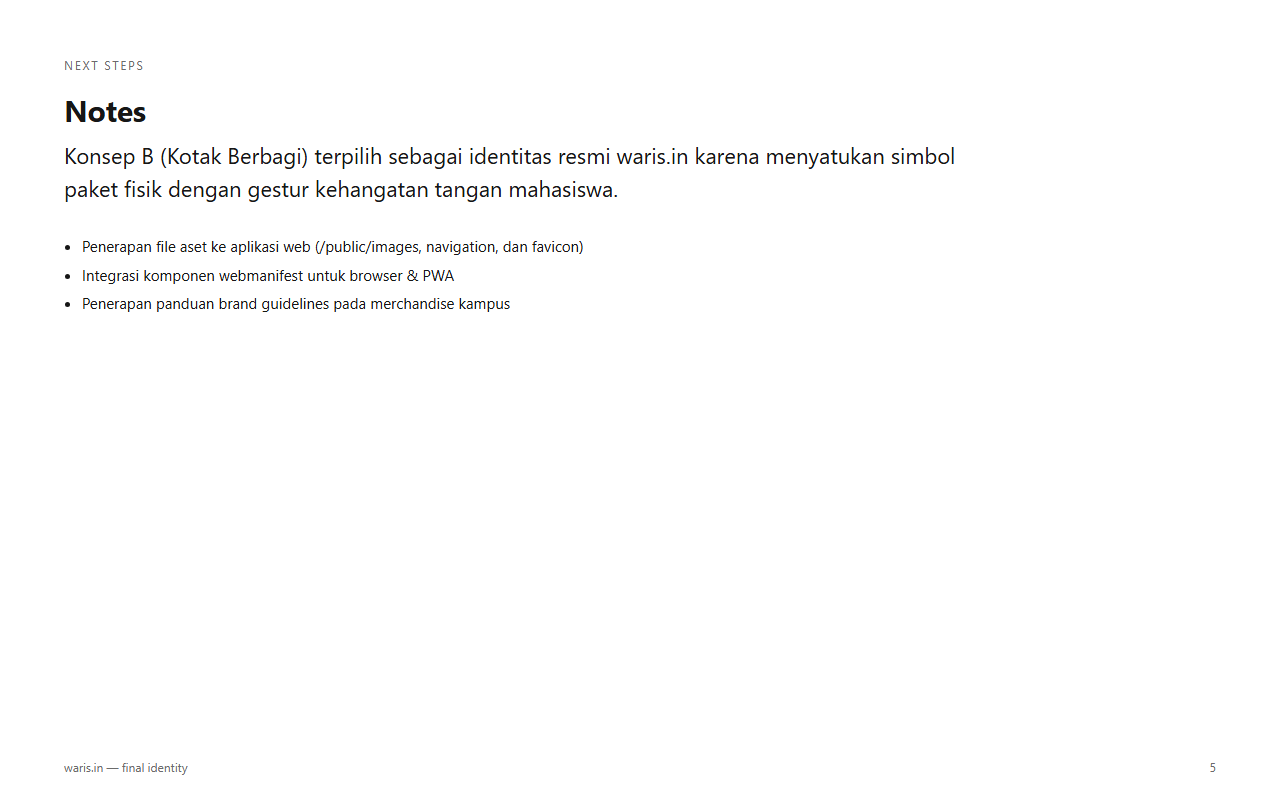 NEXT STEPS
Notes
Konsep B (Kotak Berbagi) terpilih sebagai identitas resmi waris.in karena menyatukan simbol
paket fisik dengan gestur kehangatan tangan mahasiswa.
• Penerapan file aset ke aplikasi web (/public/images, navigation, dan favicon)
• Integrasi komponen webmanifest untuk browser & PWA
• Penerapan panduan brand guidelines pada merchandise kampus
waris.in — final identity
5